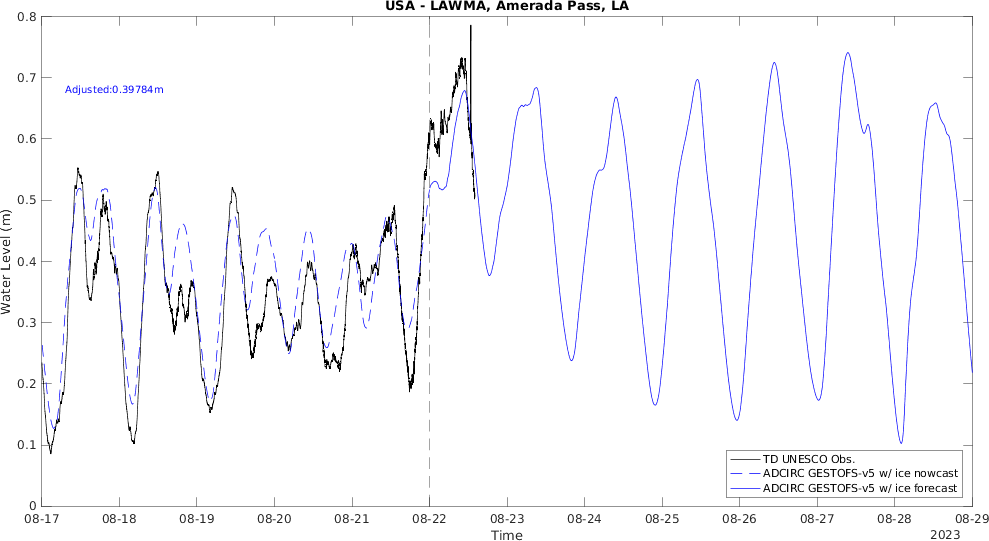 USA - LAWMA, Amerada Pass, LA
0.8
0.7
0.6
0.5
0.4
0.3
0.2
0.1
0
Water Level (m)
Adjusted:0.39784m
TD UNESCO Obs.
ADCIRC GESTOFS-v5 w/ ice nowcast
ADCIRC GESTOFS-v5 w/ ice forecast
08-17 08-18 08-19 08-20 08-21 08-22 08-23 08-24 08-25 08-26 08-27 08-28 08-29
Time
2023